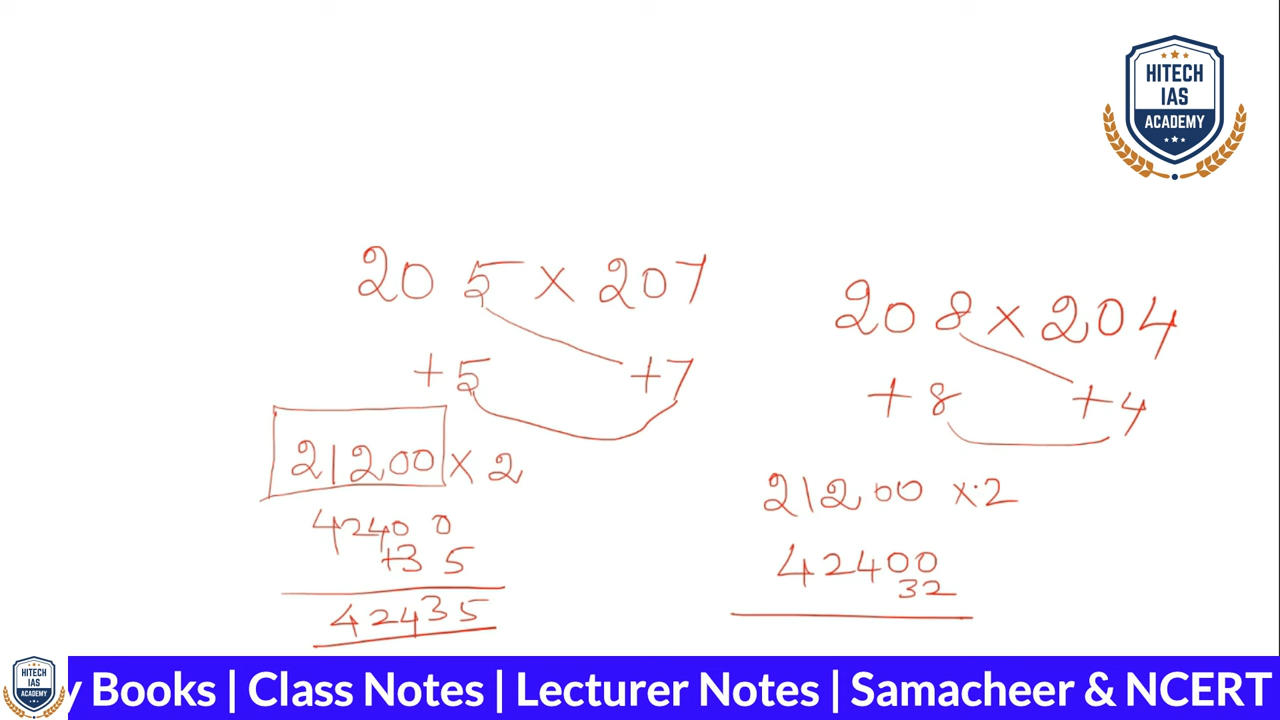 HITECH
IAS
ACADEMY
205 × 207
+5 +7
21200 × 2
42400
+35
42435
208 × 204
+8 +4
21200 × 2
42400
32
HITECH
IAS
ACADEMY
y Books | Class Notes | Lecturer Notes | Samacheer & NCERT